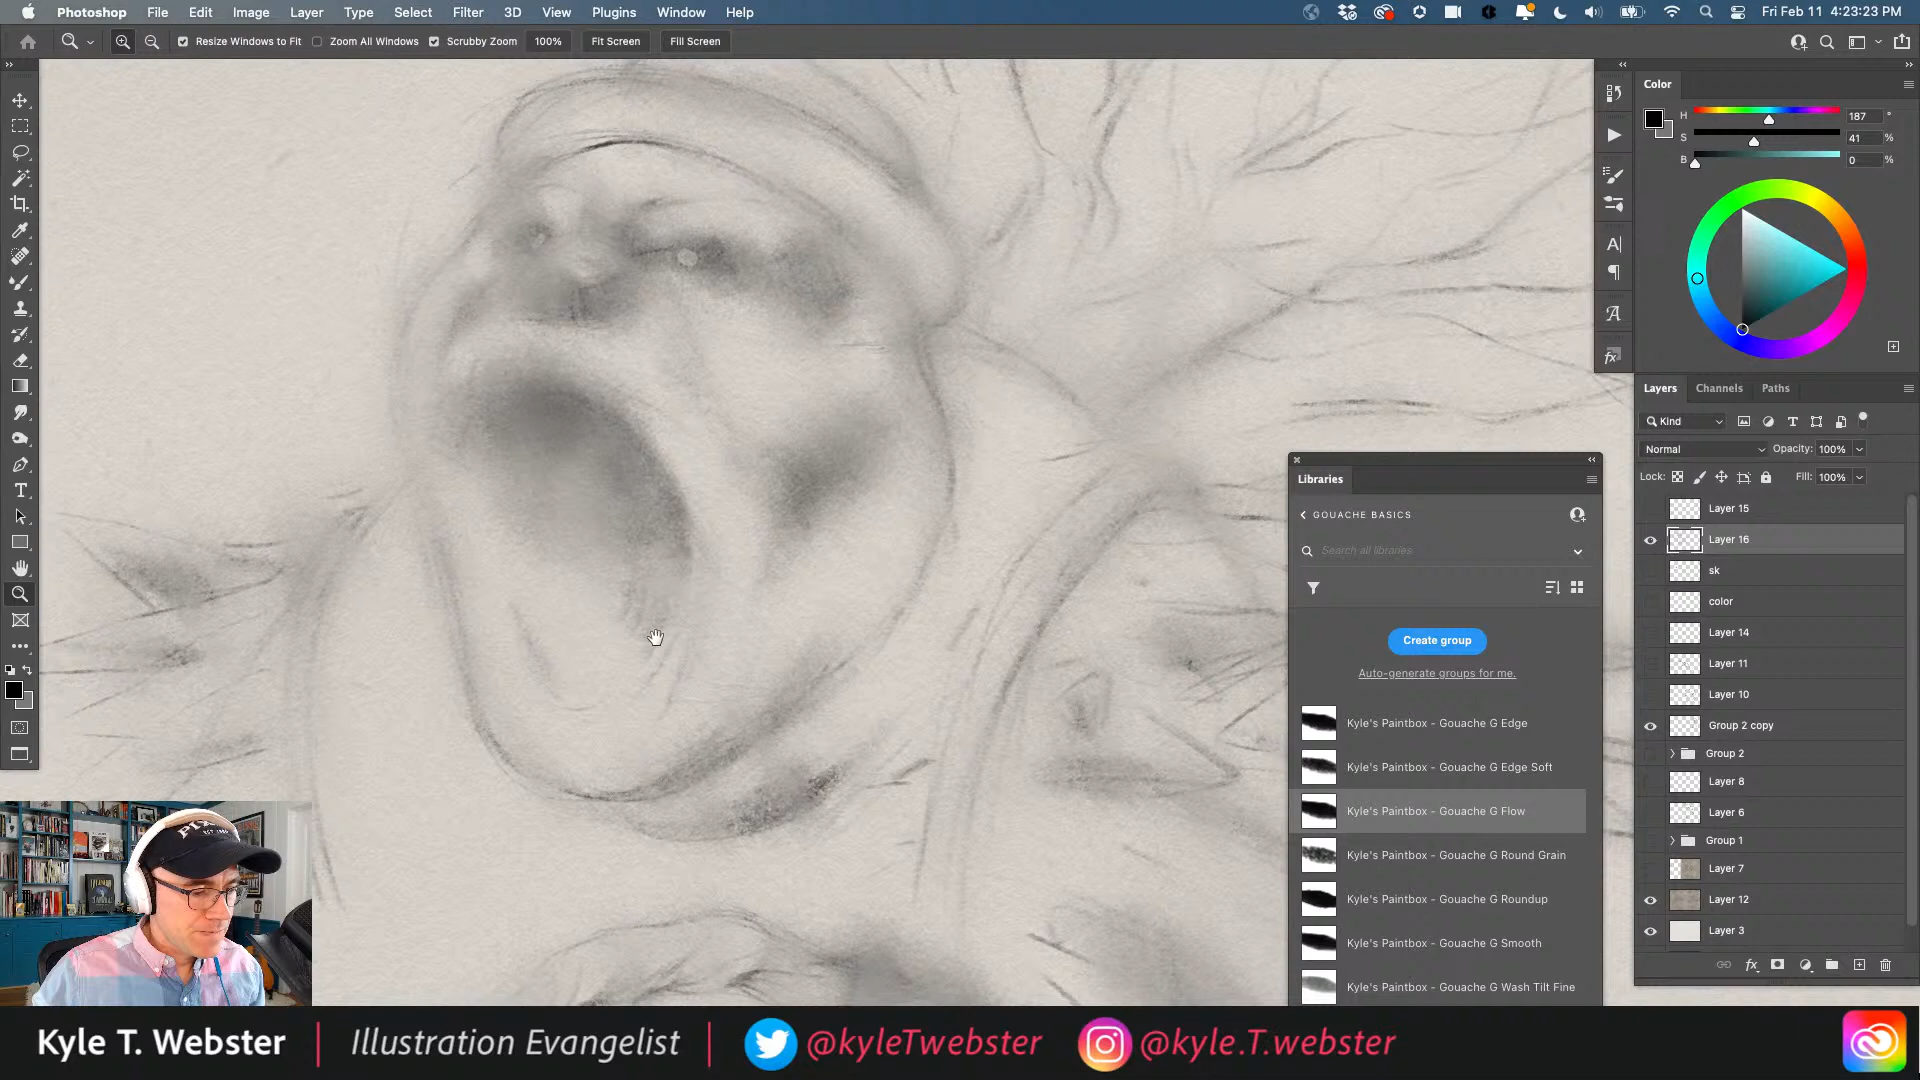 Photoshop File Edit Image Layer Type Select Filter 3D View Plugins Window Help Fri Feb 11 4:23:23 PM
Resize Windows to Fit Zoom All Windows Scrubby Zoom 100% Fit Screen Fill Screen
Color
H 187 °
S 41 %
B 0 %
Layers Channels Paths
Kind
Normal Opacity: 100%
Lock: Fill: 100%
Layer 15
Layer 16
sk
color
Layer 14
Layer 11
Layer 10
Group 2 copy
Group 2
Layer 8
Layer 6
Group 1
Layer 7
Layer 12
Layer 3
Libraries
GOUACHE BASICS
Search all libraries
Create group
Auto-generate groups for me.
Kyle's Paintbox - Gouache G Edge
Kyle's Paintbox - Gouache G Edge Soft
Kyle's Paintbox - Gouache G Flow
Kyle's Paintbox - Gouache G Round Grain
Kyle's Paintbox - Gouache G Roundup
Kyle's Paintbox - Gouache G Smooth
Kyle's Paintbox - Gouache G Wash Tilt Fine
Kyle T. Webster | Illustration Evangelist | @kyleTwebster @kyle.T.webster